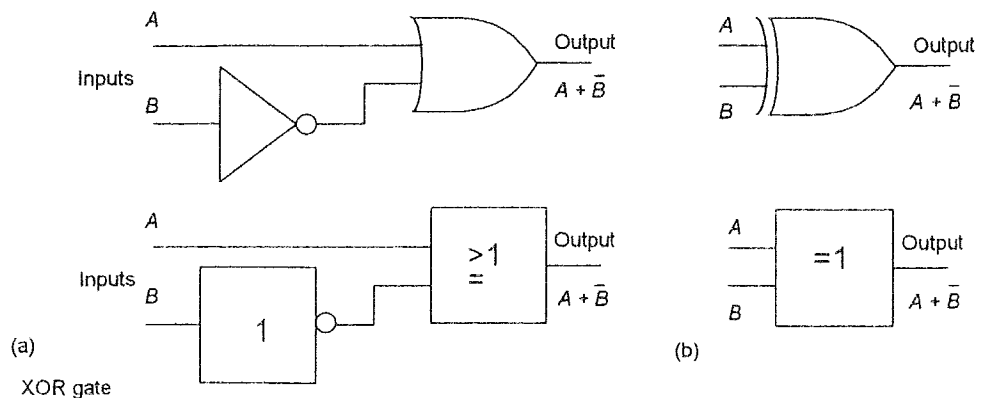 A
Output
Inputs
A + B̄
B
A
Output
A + B̄
B
A
Output
Inputs
>1
=
A + B̄
B
1
(a)
A
Output
=1
A + B̄
B
(b)
XOR gate